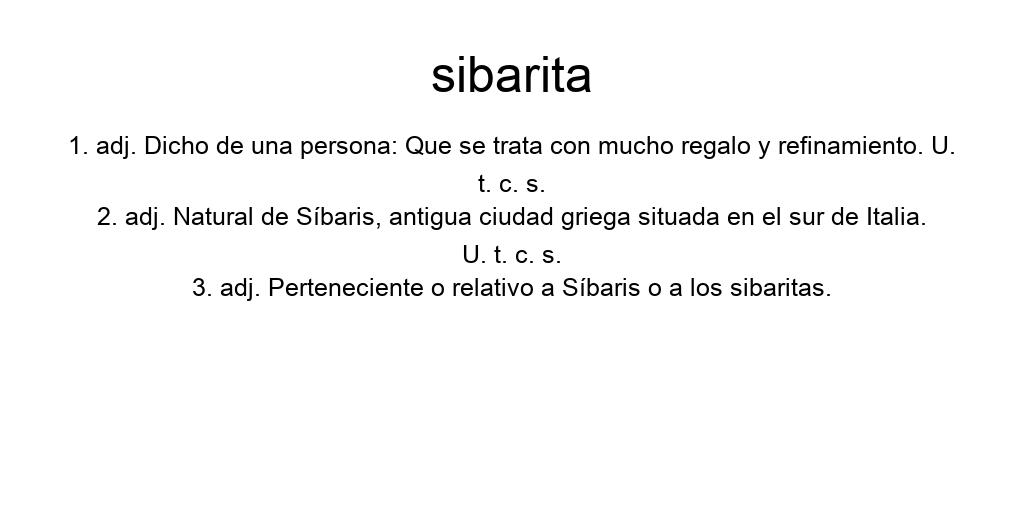 sibarita
1. adj. Dicho de una persona: Que se trata con mucho regalo y refinamiento. U.
t. c. s.
2. adj. Natural de Síbaris, antigua ciudad griega situada en el sur de Italia.
U. t. c. s.
3. adj. Perteneciente o relativo a Síbaris o a los sibaritas.